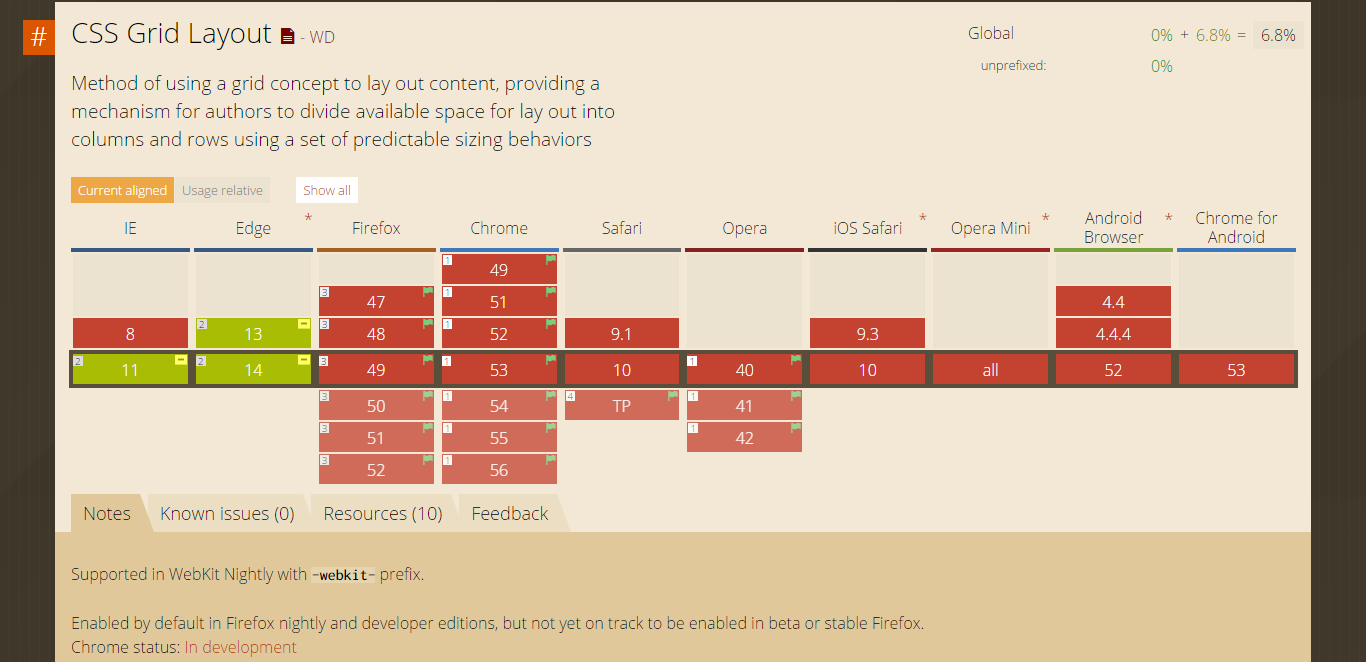 # CSS Grid Layout - WD
Global 0% + 6.8% = 6.8%
unprefixed: 0%
Method of using a grid concept to lay out content, providing a
mechanism for authors to divide available space for lay out into
columns and rows using a set of predictable sizing behaviors
Current aligned Usage relative Show all
IE Edge * Firefox Chrome Safari Opera iOS Safari * Opera Mini * Android Browser * Chrome for Android
1 49
3 47 1 51 4.4
8 2 13 3 48 1 52 9.1 9.3 4.4.4
2 11 2 14 3 49 1 53 10 1 40 10 all 52 53
3 50 1 54 4 TP 1 41
3 51 1 55 1 42
3 52 1 56
Notes Known issues (0) Resources (10) Feedback
Supported in WebKit Nightly with -webkit- prefix.
Enabled by default in Firefox nightly and developer editions, but not yet on track to be enabled in beta or stable Firefox.
Chrome status: In development